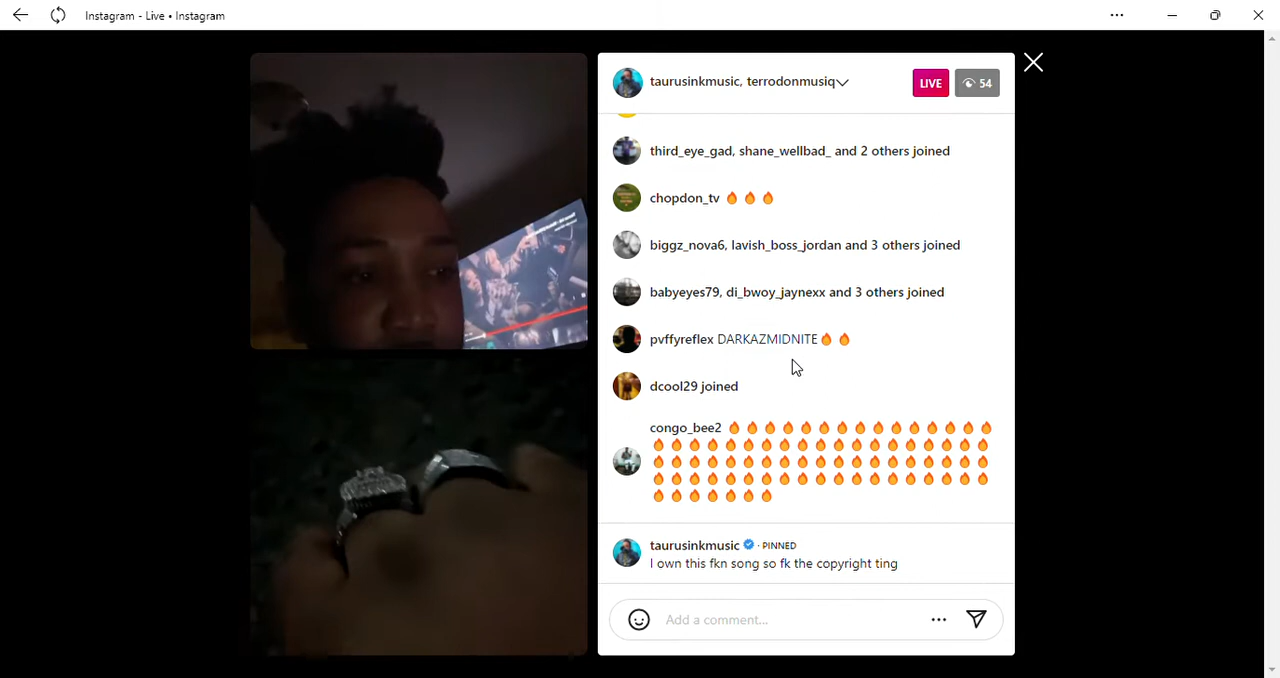 Instagram - Live • Instagram
taurusinkmusic, terrodonmusiq
LIVE
54
third_eye_gad, shane_wellbad_ and 2 others joined
chopdon_tv 🔥 🔥 🔥
biggz_nova6, lavish_boss_jordan and 3 others joined
babyeyes79, di_bwoy_jaynexx and 3 others joined
pvffyreflex DARKAZMIDNITE🔥 🔥
dcool29 joined
congo_bee2 🔥 🔥 🔥 🔥 🔥 🔥 🔥 🔥 🔥 🔥 🔥 🔥 🔥 🔥 🔥
🔥 🔥 🔥 🔥 🔥 🔥 🔥 🔥 🔥 🔥 🔥 🔥 🔥 🔥 🔥 🔥 🔥 🔥 🔥
🔥 🔥 🔥 🔥 🔥 🔥 🔥 🔥 🔥 🔥 🔥 🔥 🔥 🔥 🔥 🔥 🔥 🔥 🔥
🔥 🔥 🔥 🔥 🔥 🔥 🔥 🔥 🔥 🔥 🔥 🔥 🔥 🔥 🔥 🔥 🔥 🔥 🔥
🔥 🔥 🔥 🔥 🔥 🔥 🔥
taurusinkmusic · PINNED
I own this fkn song so fk the copyright ting
Add a comment...